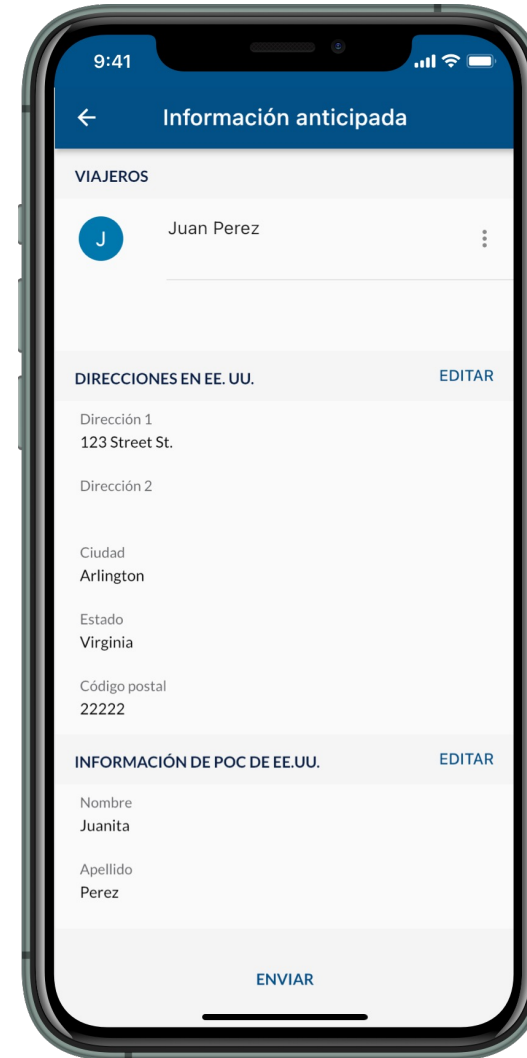 9:41
Información anticipada
VIAJEROS
J
Juan Perez
DIRECCIONES EN EE. UU.
EDITAR
Dirección 1
123 Street St.
Dirección 2
Ciudad
Arlington
Estado
Virginia
Código postal
22222
INFORMACIÓN DE POC DE EE.UU.
EDITAR
Nombre
Juanita
Apellido
Perez
ENVIAR